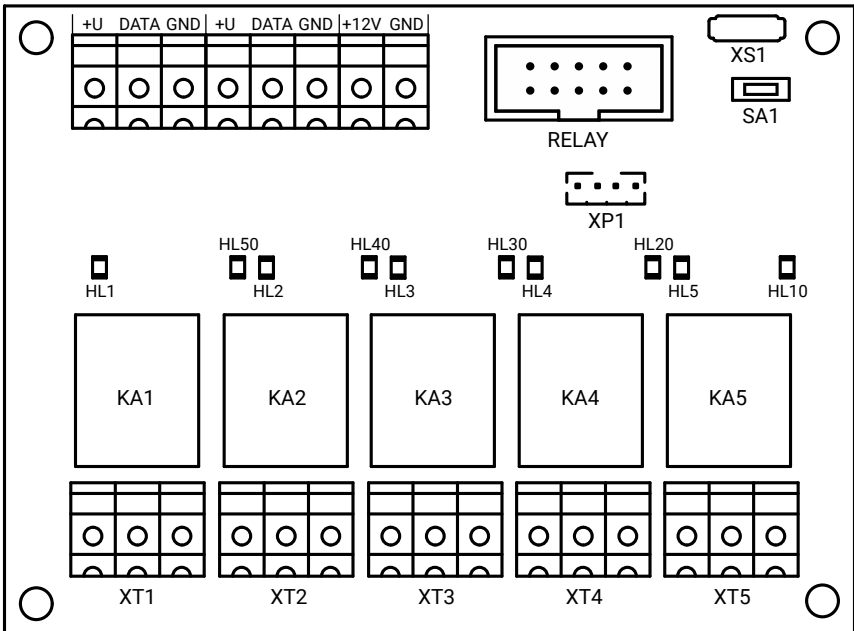 +U DATA GND +U DATA GND +12V GND
XS1
SA1
RELAY
XP1
HL50 HL40 HL30 HL20
HL1 HL2 HL3 HL4 HL5 HL10
KA1 KA2 KA3 KA4 KA5
XT1 XT2 XT3 XT4 XT5